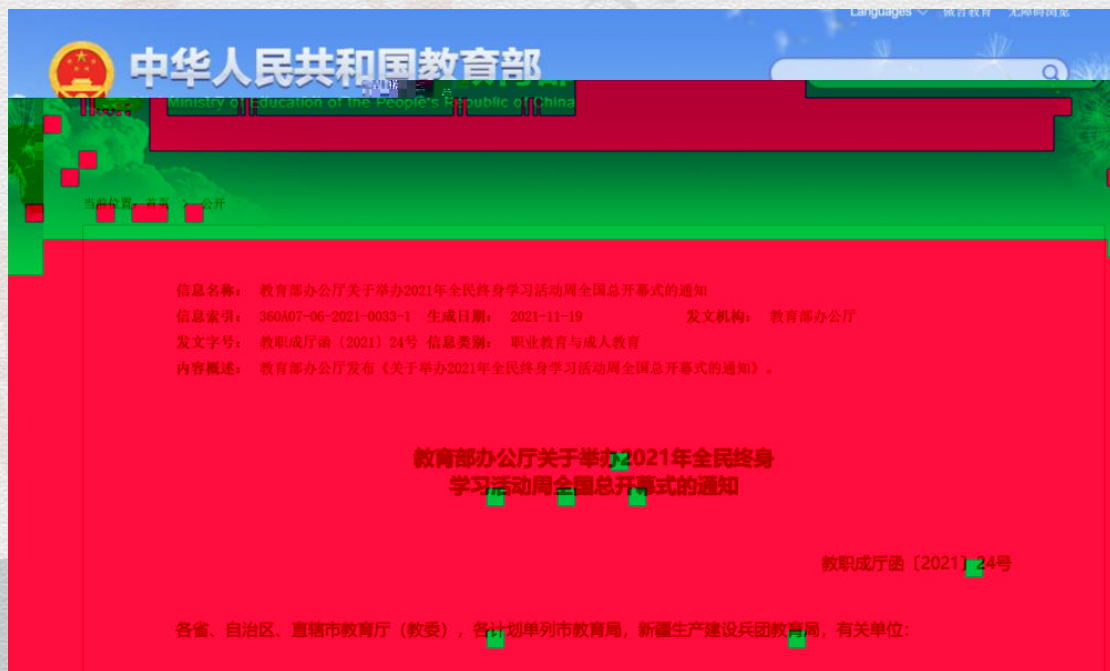 Languages 微言教育 无障碍浏览
中华人民共和国教育部
Ministry of Education of the People's Republic of China
当前位置：首页 > 公开
信息名称： 教育部办公厅关于举办2021年全民终身学习活动周全国总开幕式的通知
信息索引： 360A07-06-2021-0033-1 生成日期： 2021-11-19 发文机构： 教育部办公厅
发文字号： 教职成厅函〔2021〕24号 信息类别： 职业教育与成人教育
内容概述： 教育部办公厅发布《关于举办2021年全民终身学习活动周全国总开幕式的通知》。
教育部办公厅关于举办2021年全民终身
学习活动周全国总开幕式的通知
教职成厅函〔2021〕24号
各省、自治区、直辖市教育厅（教委），各计划单列市教育局，新疆生产建设兵团教育局，有关单位：